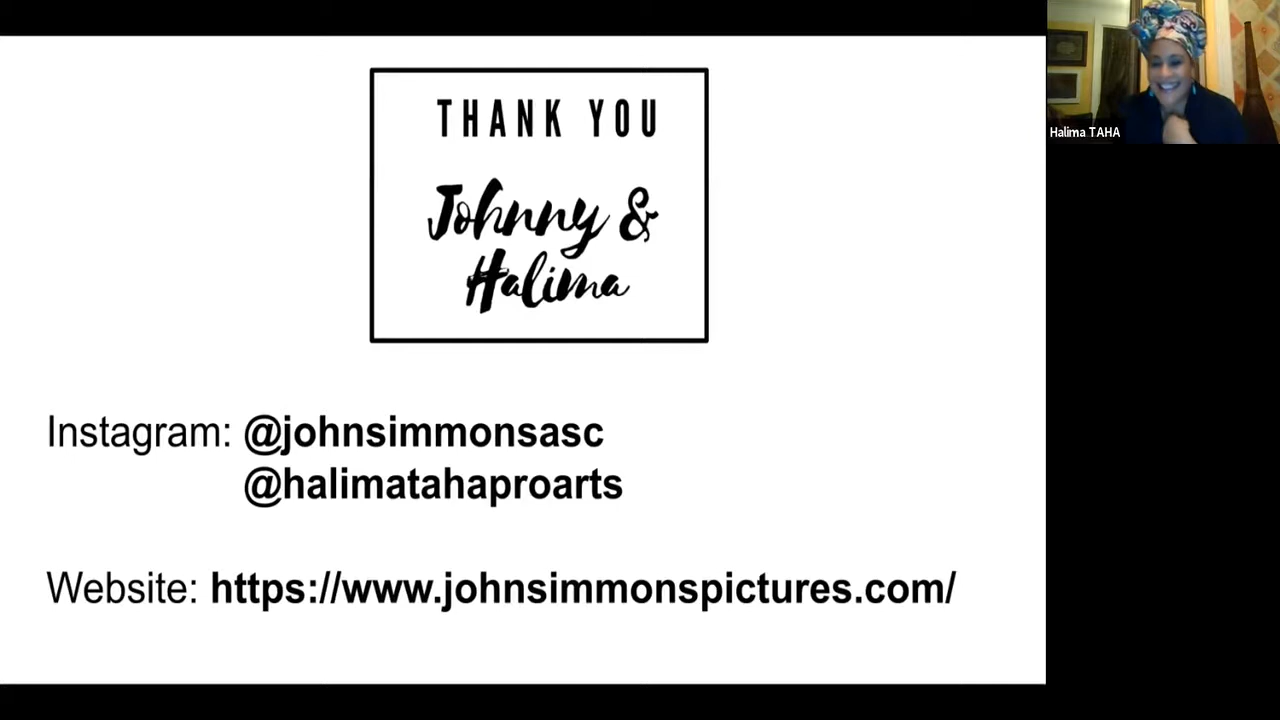 THANK YOU
Johnny &
Halima
Instagram: @johnsimmonsasc
@halimatahaproarts
Website: https://www.johnsimmonspictures.com/
Halima TAHA